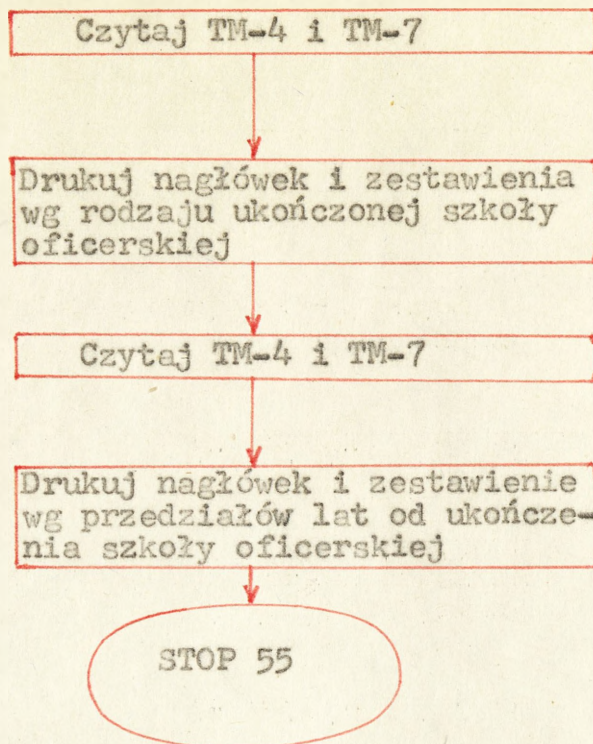 Czytaj TM-4 i TM-7
Drukuj nagłówek i zestawienia
wg rodzaju ukończonej szkoły
oficerskiej
Czytaj TM-4 i TM-7
Drukuj nagłówek i zestawienie
wg przedziałów lat od ukończe-
nia szkoły oficerskiej
STOP 55